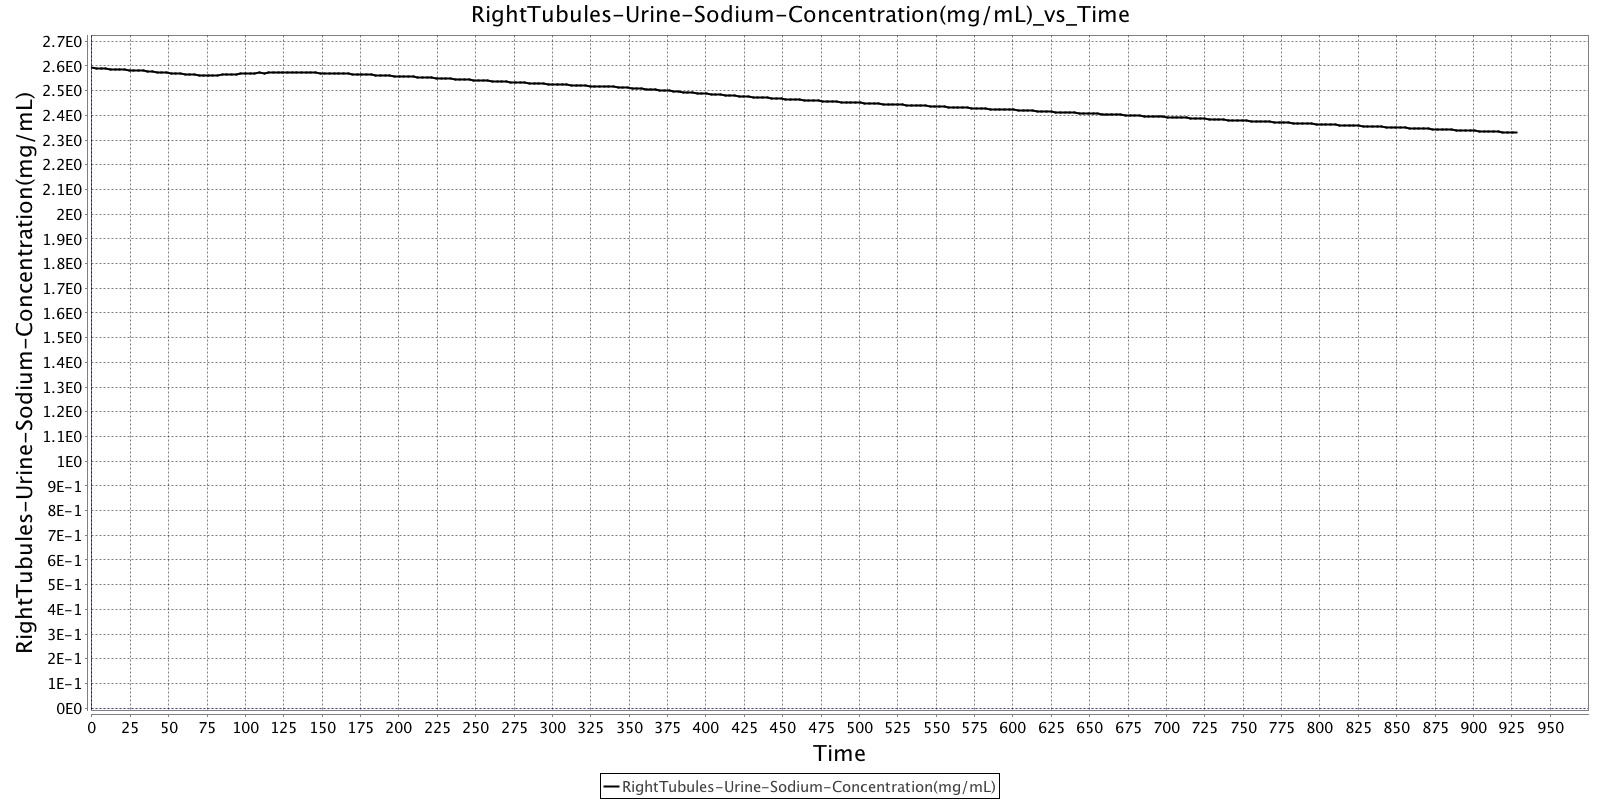 RightTubules-Urine-Sodium-Concentration(mg/mL)_vs_Time
RightTubules-Urine-Sodium-Concentration(mg/mL)
2.7E0
2.6E0
2.5E0
2.4E0
2.3E0
2.2E0
2.1E0
2E0
1.9E0
1.8E0
1.7E0
1.6E0
1.5E0
1.4E0
1.3E0
1.2E0
1.1E0
1E0
9E-1
8E-1
7E-1
6E-1
5E-1
4E-1
3E-1
2E-1
1E-1
0E0
0 25 50 75 100 125 150 175 200 225 250 275 300 325 350 375 400 425 450 475 500 525 550 575 600 625 650 675 700 725 750 775 800 825 850 875 900 925 950
Time
RightTubules-Urine-Sodium-Concentration(mg/mL)